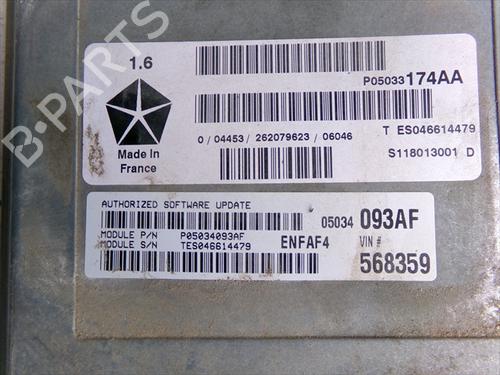 1.6
P05033174AA
Made In
France
0 / 04453 / 262079623 / 06046
T ES046614479
S118013001 D
AUTHORIZED SOFTWARE UPDATE
05034 093AF
MODULE P/N P05034093AF
MODULE S/N TES046614479
ENFAF4
VIN #
568359
B-PARTS